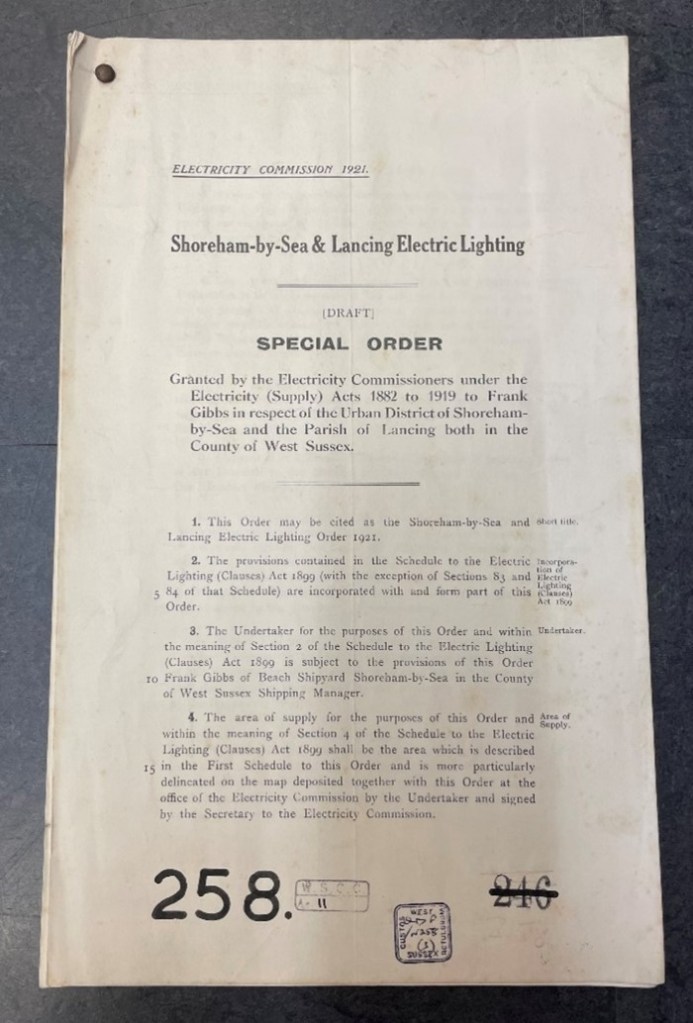 ELECTRICITY COMMISSION 1921.
Shoreham-by-Sea & Lancing Electric Lighting
[DRAFT]
SPECIAL ORDER
Granted by the Electricity Commissioners under the
Electricity (Supply) Acts 1882 to 1919 to Frank
Gibbs in respect of the Urban District of Shoreham-
by-Sea and the Parish of Lancing both in the
County of West Sussex.
1. This Order may be cited as the Shoreham-by-Sea and Short title.
Lancing Electric Lighting Order 1921.
2. The provisions contained in the Schedule to the Electric Incorpora-
tion of
Lighting (Clauses) Act 1899 (with the exception of Sections 83 and Electric
Lighting
5 84 of that Schedule) are incorporated with and form part of this (Clauses)
Order. Act 1899
3. The Undertaker for the purposes of this Order and within Undertaker.
the meaning of Section 2 of the Schedule to the Electric Lighting
(Clauses) Act 1899 is subject to the provisions of this Order
10 Frank Gibbs of Beach Shipyard Shoreham-by-Sea in the County
of West Sussex Shipping Manager.
4. The area of supply for the purposes of this Order and Area of
within the meaning of Section 4 of the Schedule to the Electric Supply.
Lighting (Clauses) Act 1899 shall be the area which is described
15 in the First Schedule to this Order and is more particularly
delineated on the map deposited together with this Order at the
office of the Electricity Commission by the Undertaker and signed
by the Secretary to the Electricity Commission.
258.
W.S.C.C.
11
246
WEST
CUSTOS
ROTULORUM
SUSSEX
(1)